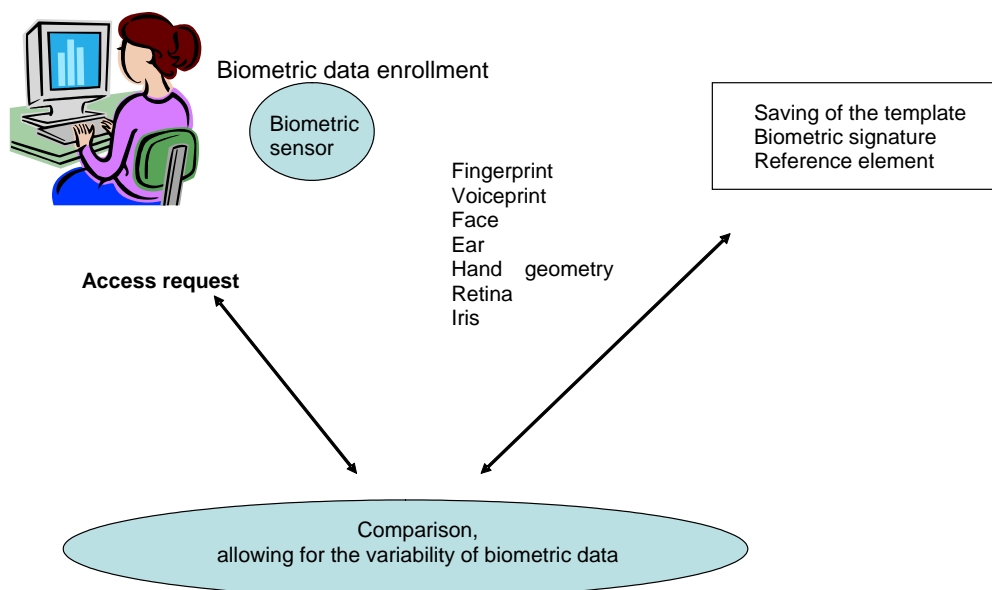 Biometric data enrollment
Biometric
sensor
Saving of the template
Biometric signature
Reference element
Fingerprint
Voiceprint
Face
Ear
Hand geometry
Retina
Iris
Access request
Comparison,
allowing for the variability of biometric data